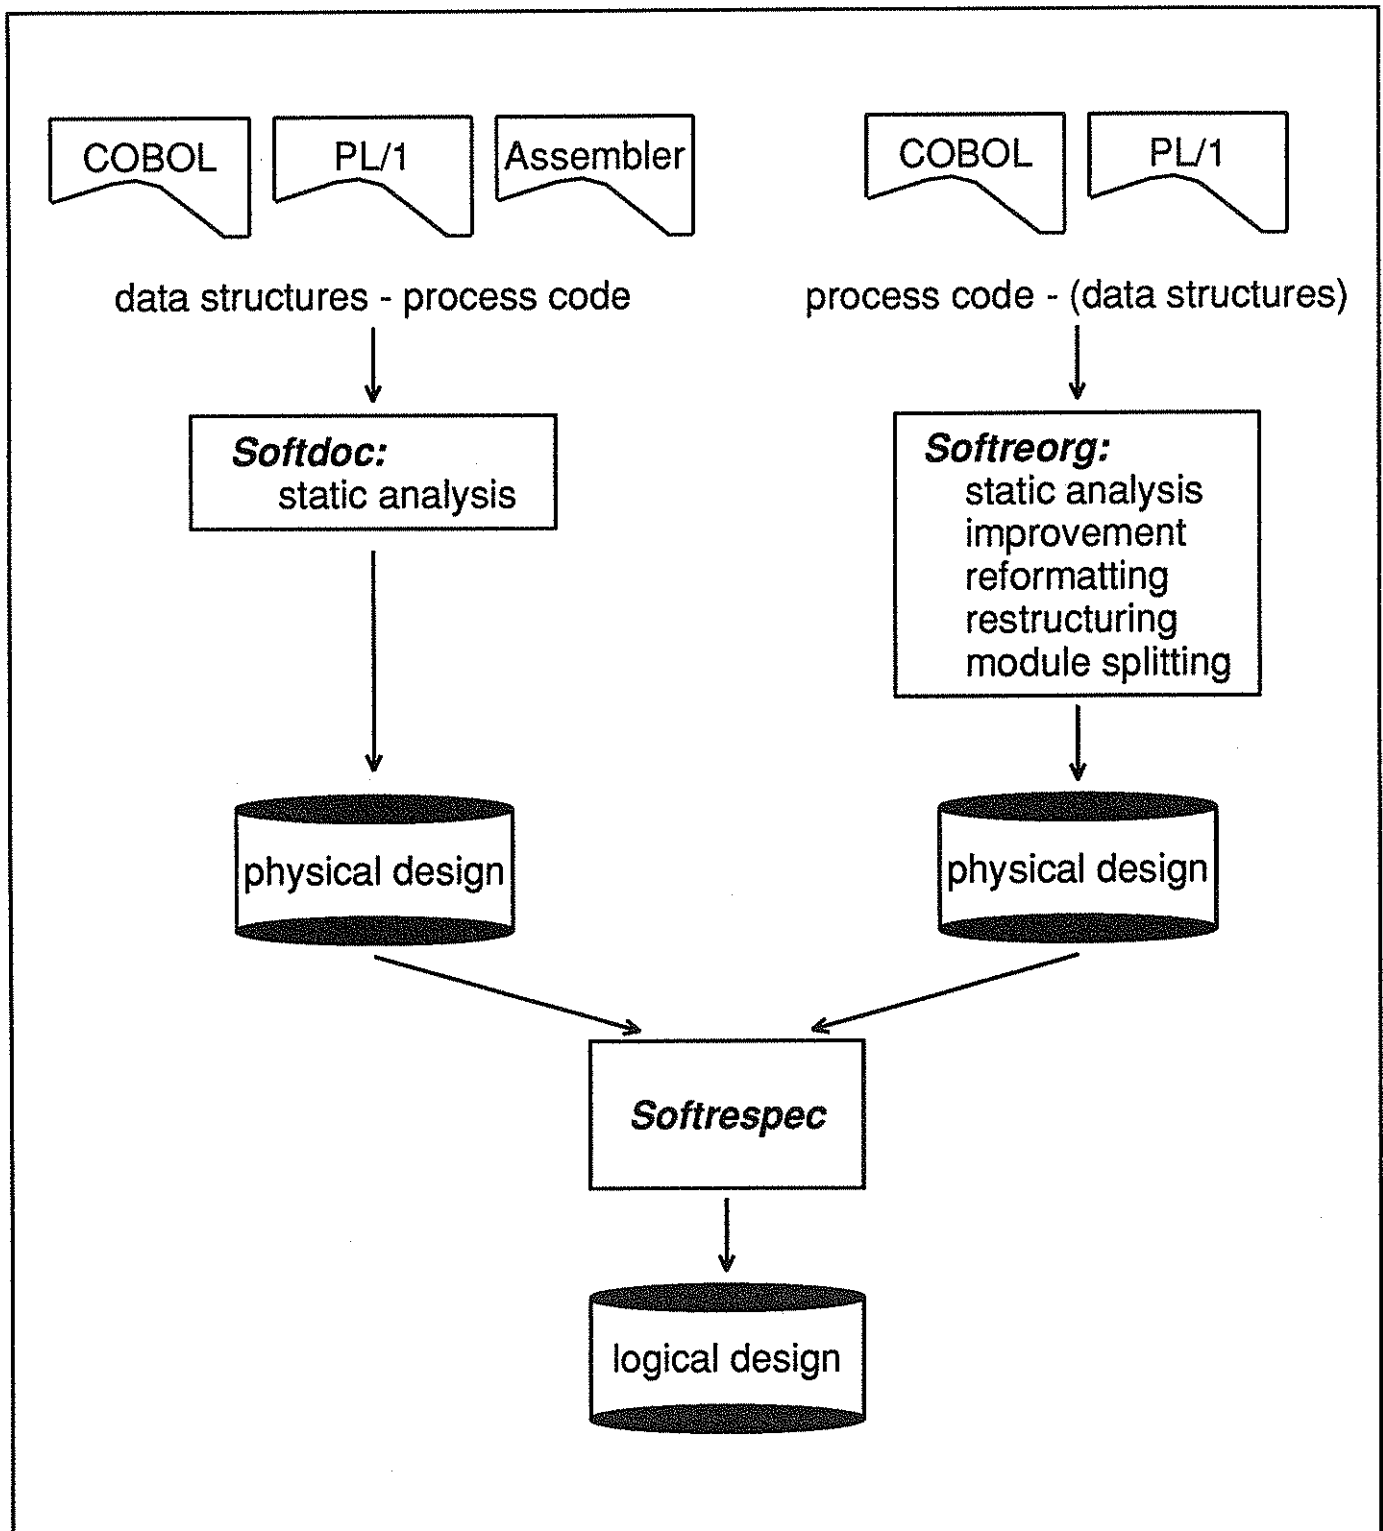 COBOL PL/1 Assembler COBOL PL/1
data structures - process code
process code - (data structures)
Softdoc:
static analysis
Softreorg:
static analysis
improvement
reformatting
restructuring
module splitting
physical design
physical design
Softrespec
logical design